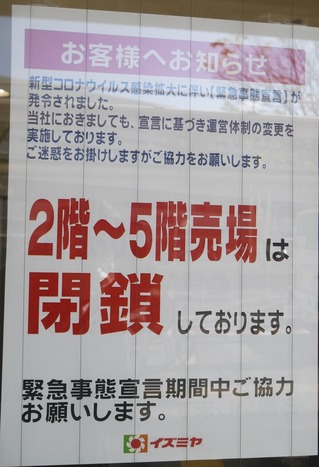 お客様へお知らせ
新型コロナウイルス感染拡大に伴い【緊急事態宣言】が
発令されました。
当社におきましても、宣言に基づき運営体制の変更を
実施しております。
ご迷惑をお掛けしますがご協力をお願いします。
2階～5階売場は
閉鎖しております。
緊急事態宣言期間中ご協力
お願いします。
イズミヤ